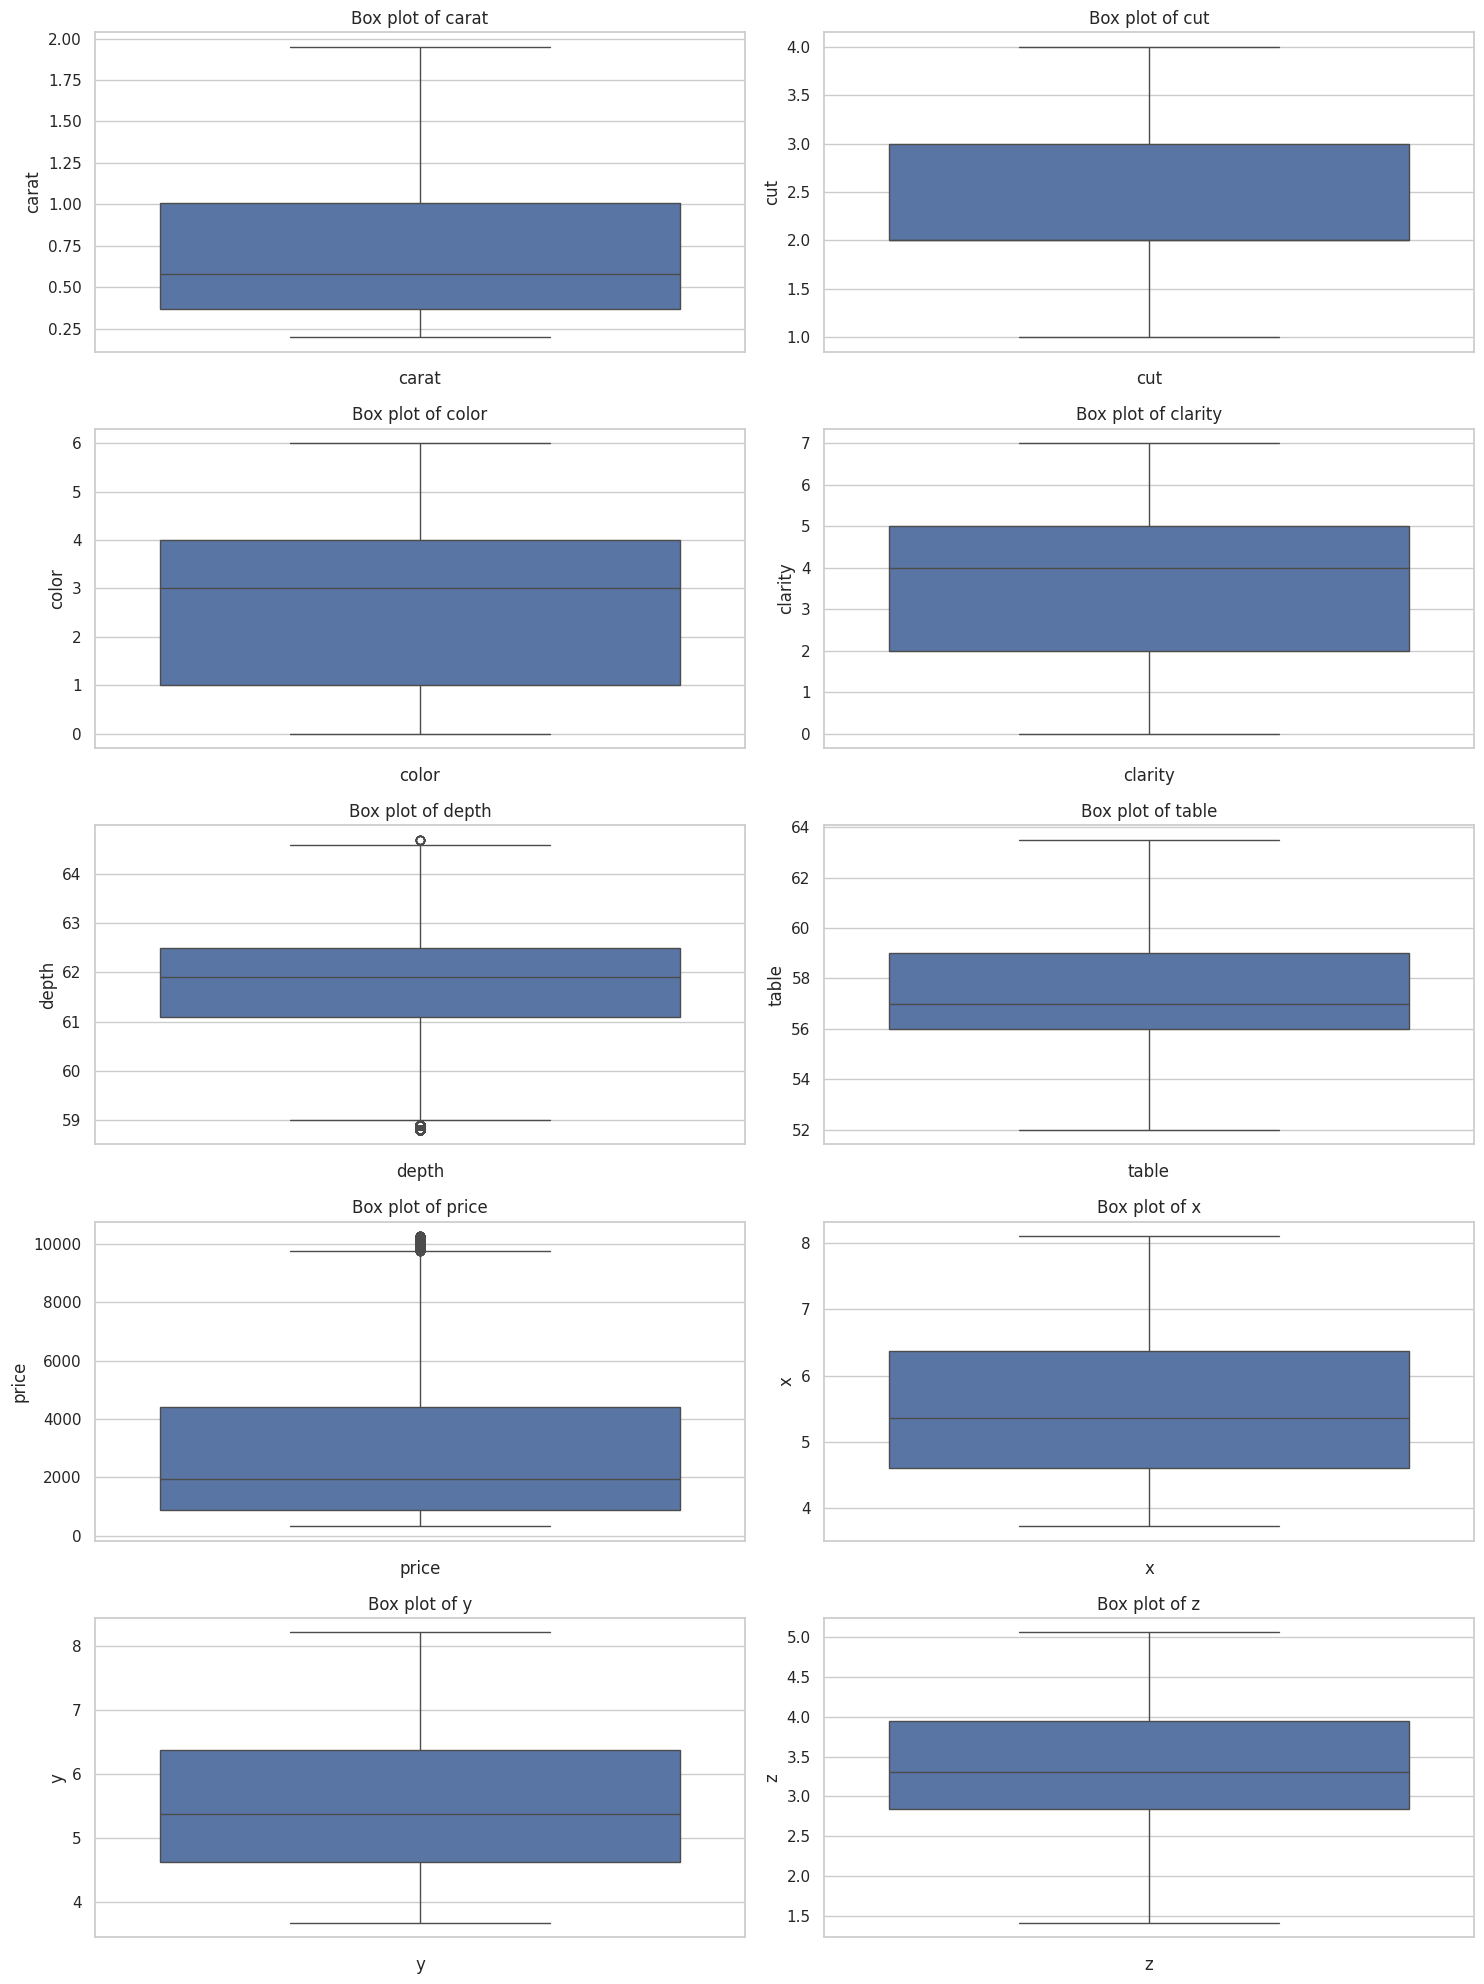 Box plot of carat
carat
2.00
1.75
1.50
1.25
1.00
0.75
0.50
0.25
carat
Box plot of cut
cut
4.0
3.5
3.0
2.5
2.0
1.5
1.0
cut
Box plot of color
color
6
5
4
3
2
1
0
color
Box plot of clarity
clarity
7
6
5
4
3
2
1
0
clarity
Box plot of depth
depth
64
63
62
61
60
59
depth
Box plot of table
table
64
62
60
58
56
54
52
table
Box plot of price
price
10000
8000
6000
4000
2000
0
price
Box plot of x
x
8
7
6
5
4
x
Box plot of y
y
8
7
6
5
4
y
Box plot of z
z
5.0
4.5
4.0
3.5
3.0
2.5
2.0
1.5
z